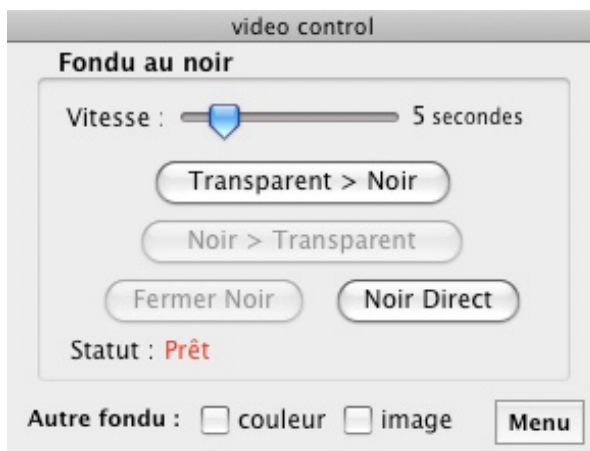 video control
Fondu au noir
Vitesse : 5 secondes
Transparent > Noir
Noir > Transparent
Fermer Noir Noir Direct
Statut : Prêt
Autre fondu : couleur image Menu